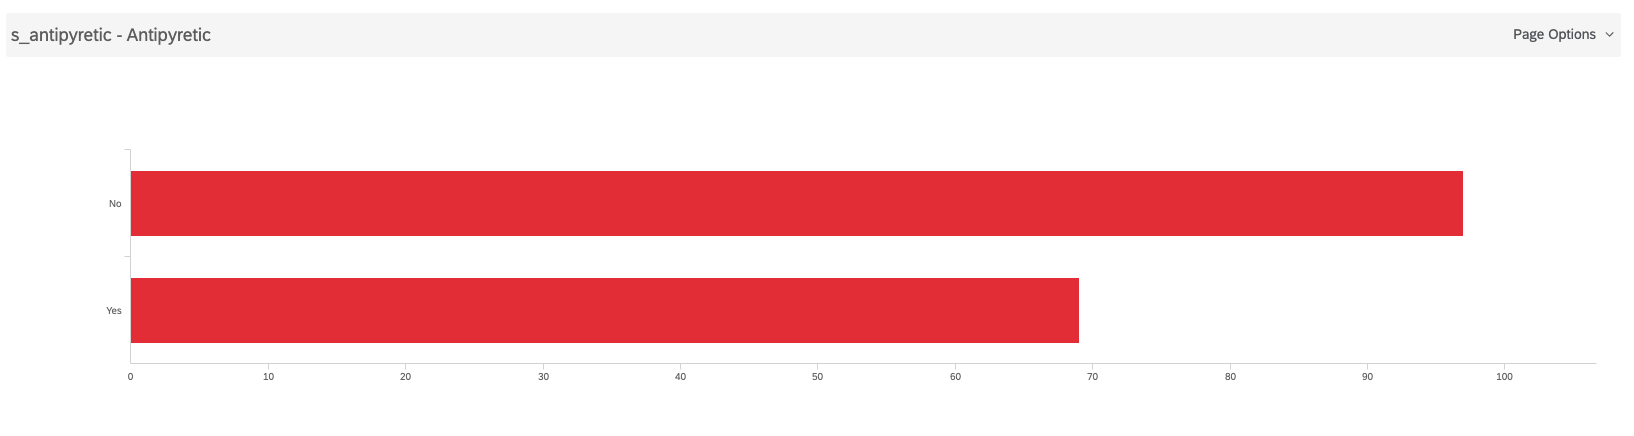 s_antipyretic - Antipyretic
Page Options
No
Yes
0 10 20 30 40 50 60 70 80 90 100